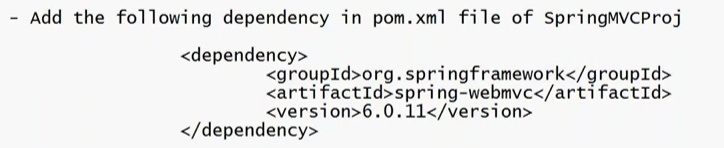 - Add the following dependency in pom.xml file of SpringMVCProj
<dependency>
<groupId>org.springframework</groupId>
<artifactId>spring-webmvc</artifactId>
<version>6.0.11</version>
</dependency>